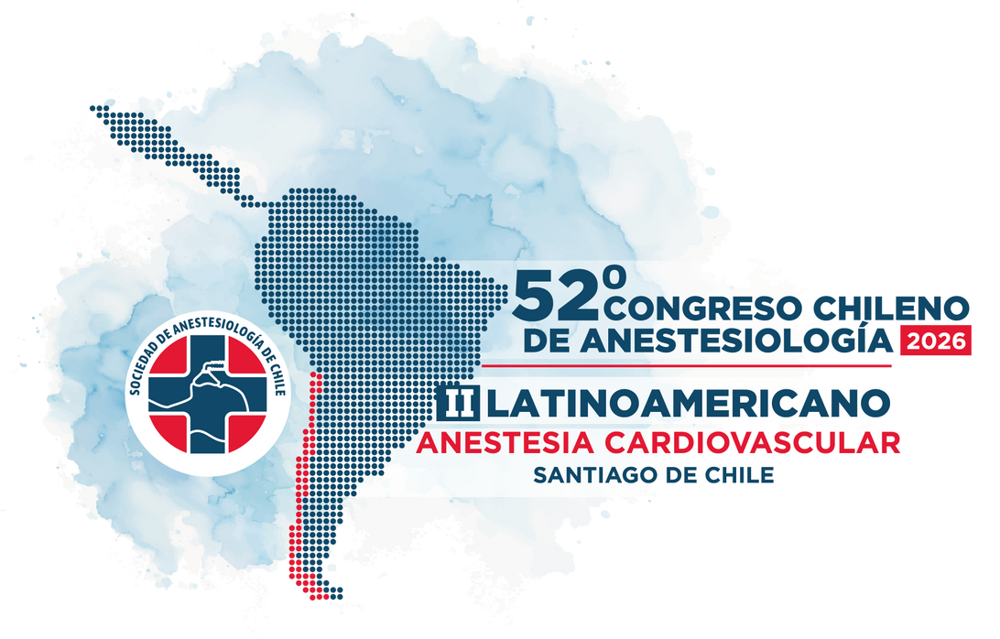 SOCIEDAD DE ANESTESIOLOGÍA DE CHILE
52º CONGRESO CHILENO
DE ANESTESIOLOGÍA 2026
II LATINOAMERICANO
ANESTESIA CARDIOVASCULAR
SANTIAGO DE CHILE